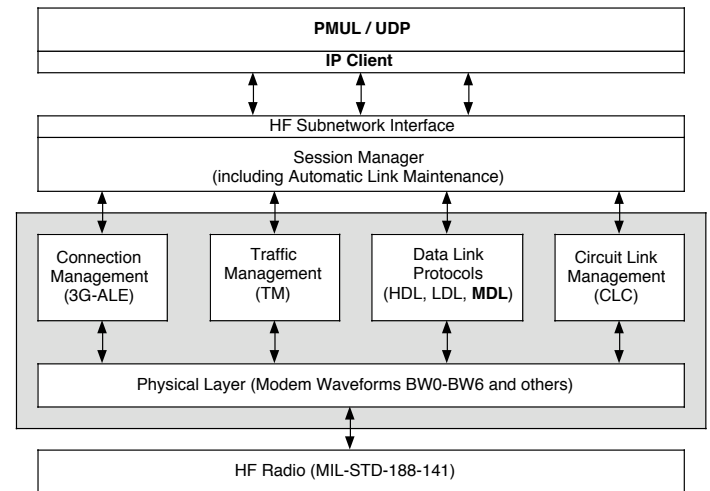 PMUL / UDP
IP Client
HF Subnetwork Interface
Session Manager
(including Automatic Link Maintenance)
Connection
Management
(3G-ALE)
Traffic
Management
(TM)
Data Link
Protocols
(HDL, LDL, MDL)
Circuit Link
Management
(CLC)
Physical Layer (Modem Waveforms BW0-BW6 and others)
HF Radio (MIL-STD-188-141)